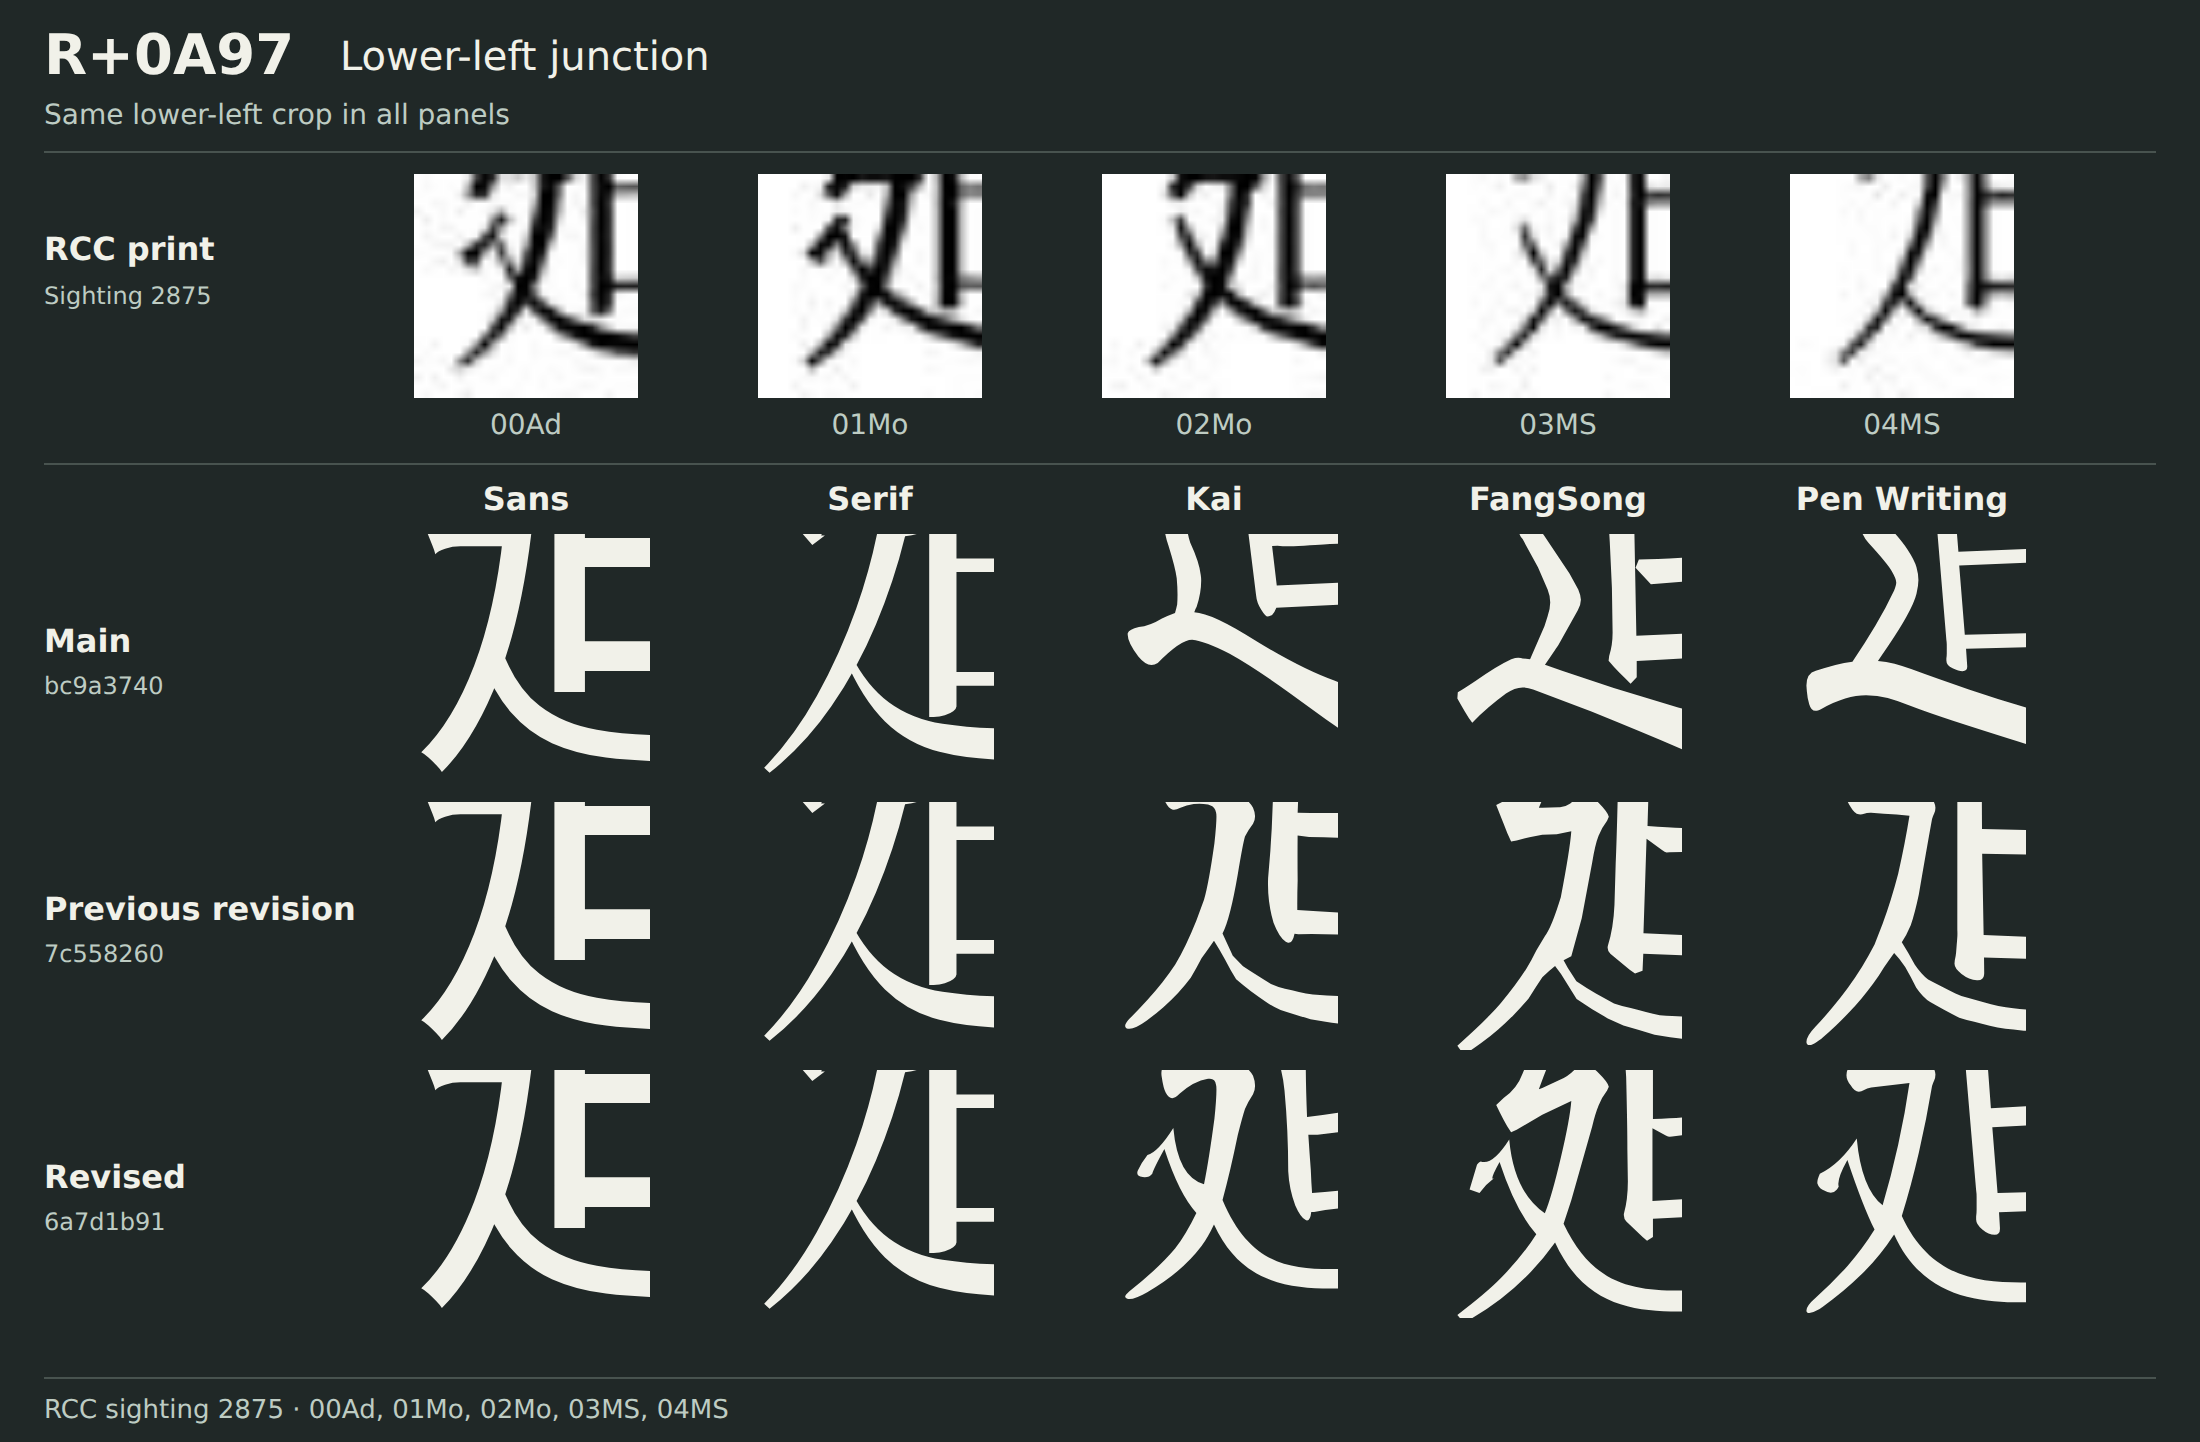 R+0A97 Lower-left junction
Same lower-left crop in all panels
RCC print
Sighting 2875
00Ad 01Mo 02Mo 03MS 04MS
Sans Serif Kai FangSong Pen Writing
Main
bc9a3740
Previous revision
7c558260
Revised
6a7d1b91
RCC sighting 2875 · 00Ad, 01Mo, 02Mo, 03MS, 04MS